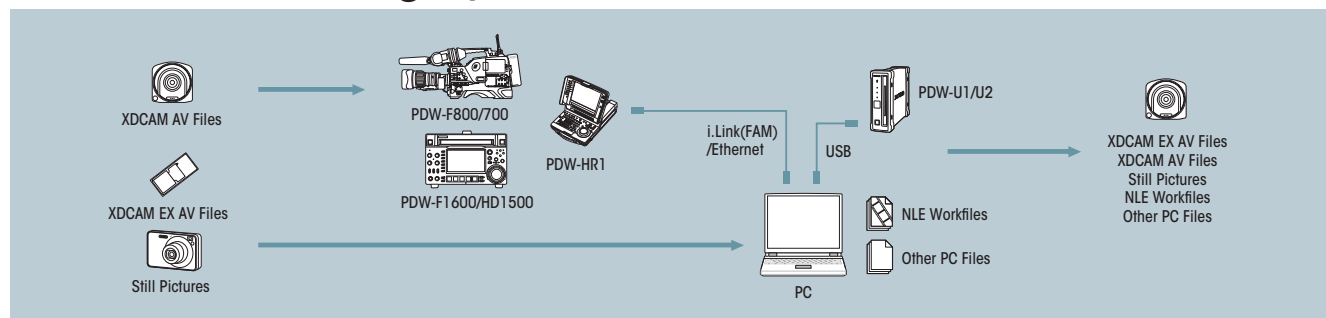 XDCAM AV Files
XDCAM EX AV Files
Still Pictures
PDW-F800/700
PDW-F1600/HD1500
PDW-HR1
i.Link(FAM)
/Ethernet
USB
PDW-U1/U2
PC
NLE Workfiles
Other PC Files
XDCAM EX AV Files
XDCAM AV Files
Still Pictures
NLE Workfiles
Other PC Files